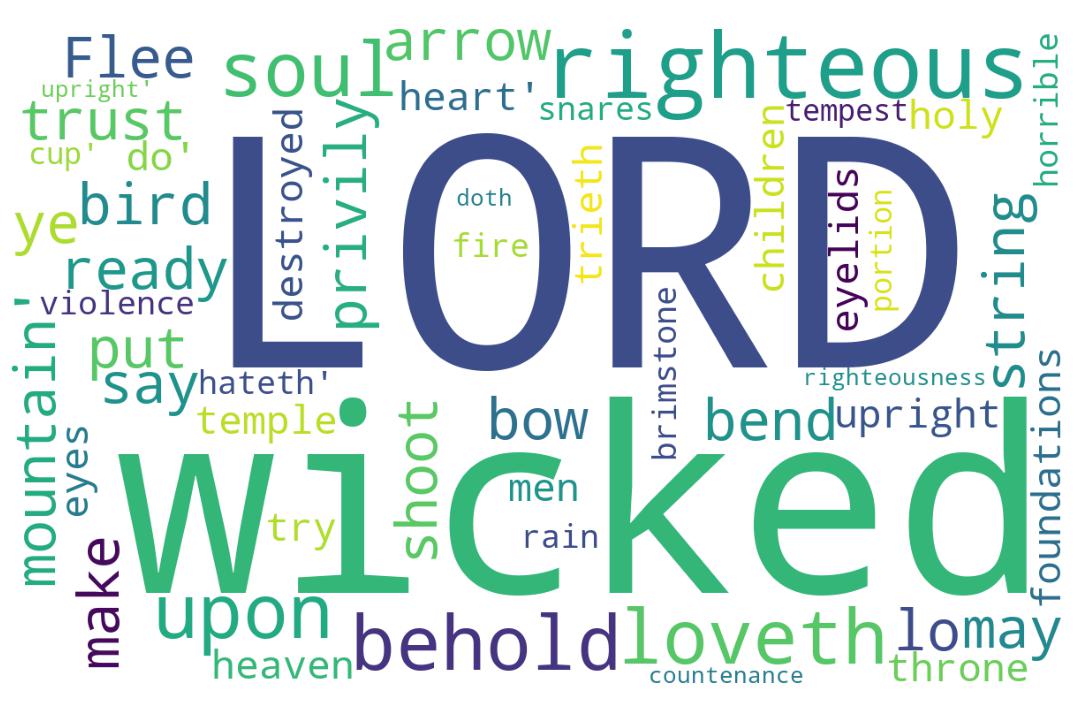 Flee
soul
arrow
righteous
horrible
upright'
trust
heart'
snares
tempest
holy
cup'
do'
destroyed
privily
children
LORD
doth
fire
trieth
eyelids
portion
string
bird
ye
ready
violence
mountain'
put
say
hateth'
brimstone
righteousness
temple
shoot
bow
bend
upright
foundations
eyes
wicked
men
try
rain
make
upon
behold
loveth
lo
may
heaven
countenance
throne